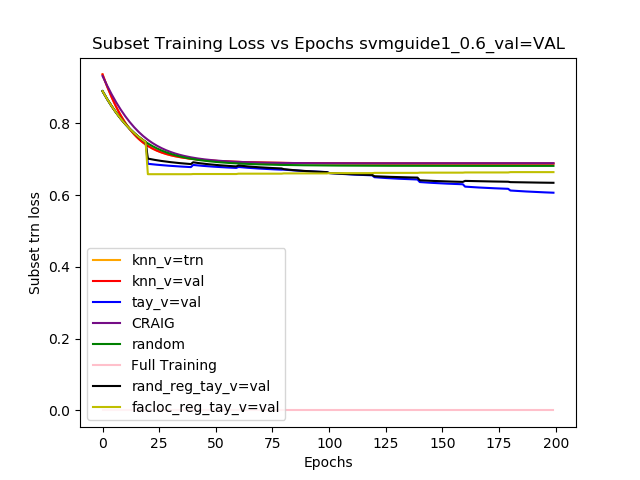 Subset Training Loss vs Epochs svmguide1_0.6_val=VAL
Subset trn loss
0.8
0.6
0.4
0.2
0.0
knn_v=trn
knn_v=val
tay_v=val
CRAIG
random
Full Training
rand_reg_tay_v=val
facloc_reg_tay_v=val
0 25 50 75 100 125 150 175 200
Epochs